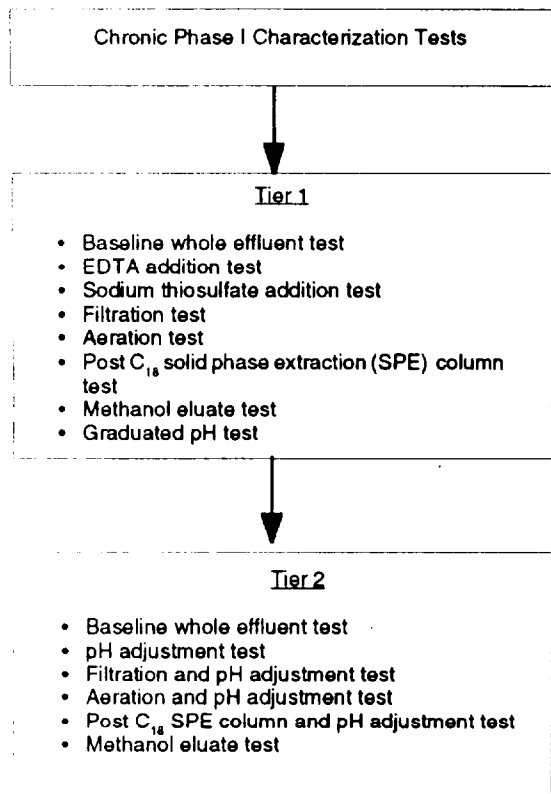 Chronic Phase I Characterization Tests
Tier 1
• Baseline whole effluent test
• EDTA addition test
• Sodium thiosulfate addition test
• Filtration test
• Aeration test
• Post C₁₈ solid phase extraction (SPE) column
test
• Methanol eluate test
• Graduated pH test
Tier 2
• Baseline whole effluent test
• pH adjustment test
• Filtration and pH adjustment test
• Aeration and pH adjustment test
• Post C₁₈ SPE column and pH adjustment test
• Methanol eluate test